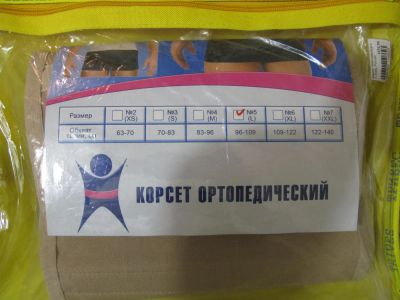 Размер
№2 (XS)
№3 (S)
№4 (M)
№5 (L)
№6 (XL)
№7 (XXL)
Обхват
63-70
70-83
83-96
96-109
109-122
122-140
КОРСЕТ ОРТОПЕДИЧЕСКИЙ